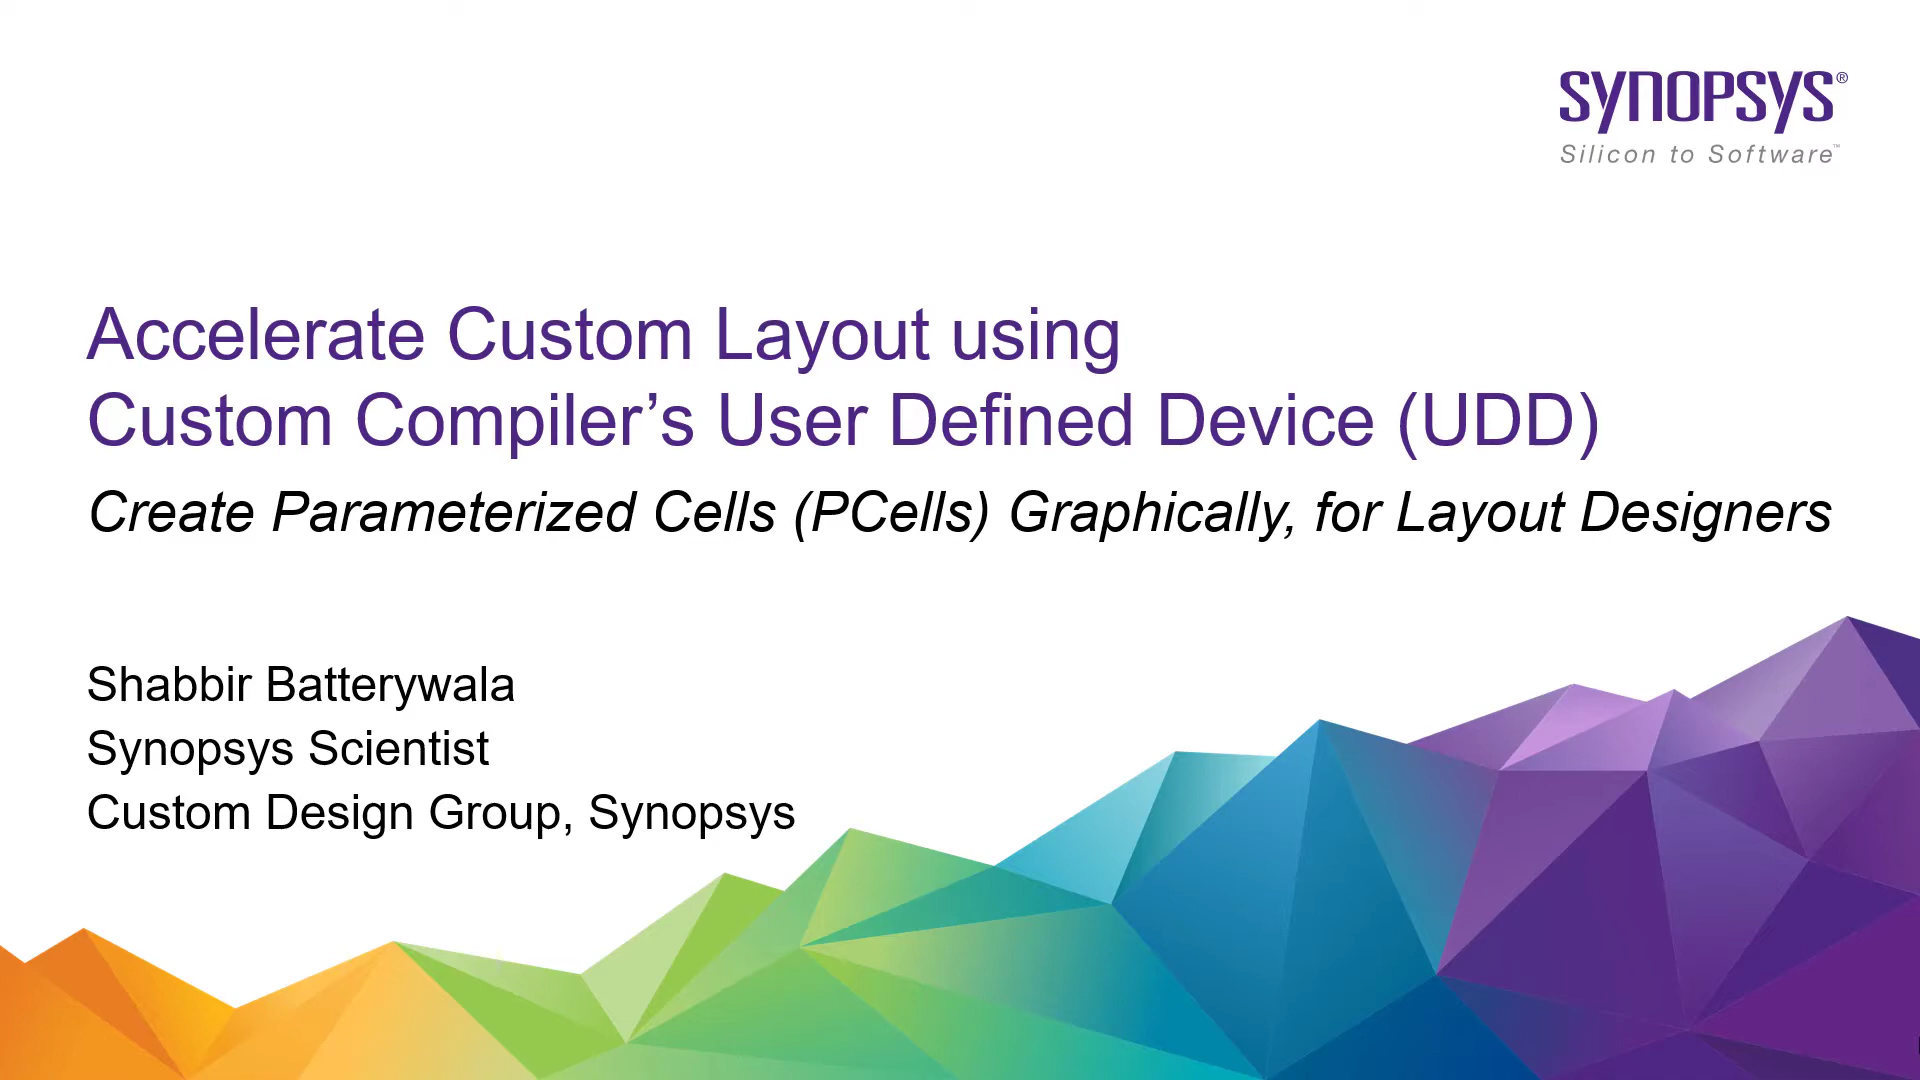 SYNOPSYS®
Silicon to Software™
Accelerate Custom Layout using
Custom Compiler’s User Defined Device (UDD)
Create Parameterized Cells (PCells) Graphically, for Layout Designers
Shabbir Batterywala
Synopsys Scientist
Custom Design Group, Synopsys